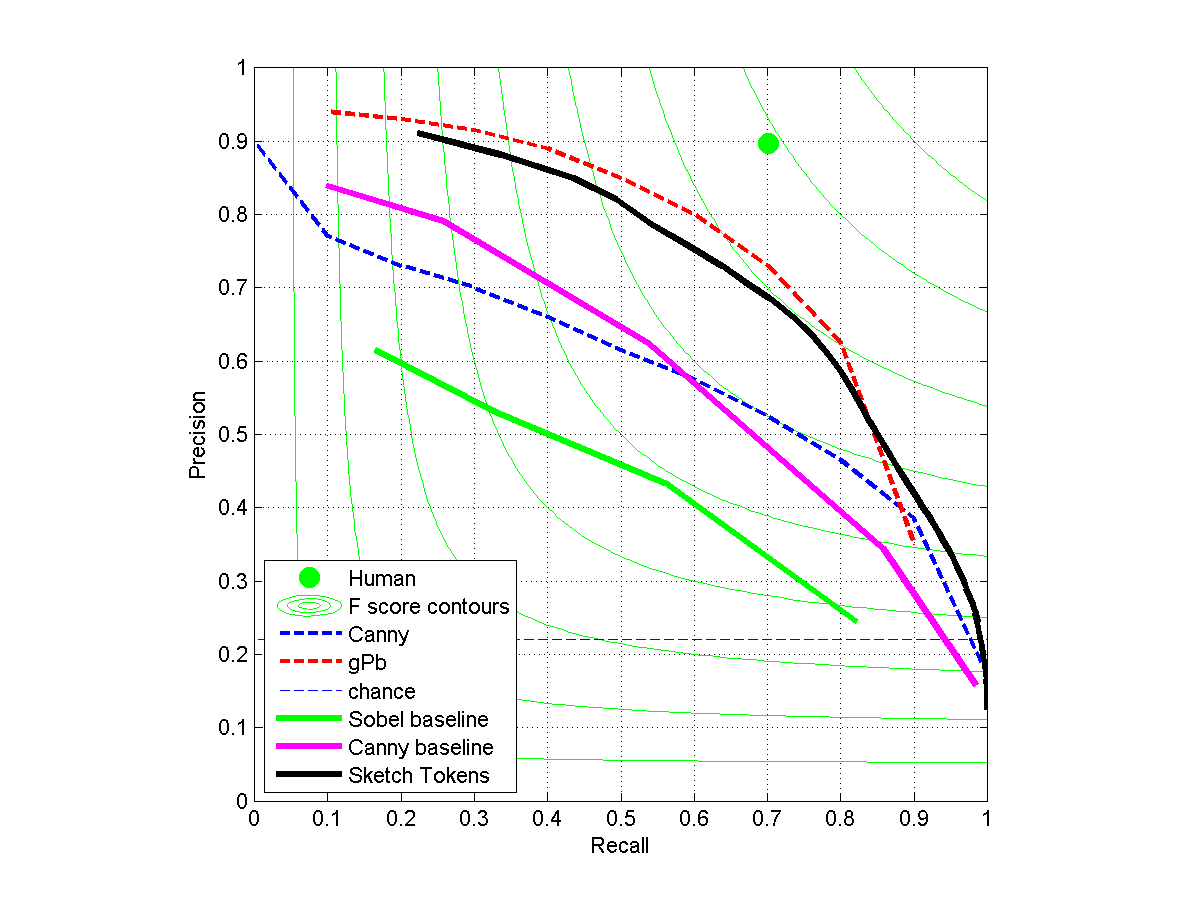 1
0.9
0.8
0.7
0.6
0.5
0.4
0.3
0.2
0.1
0
Precision
Human
F score contours
Canny
gPb
chance
Sobel baseline
Canny baseline
Sketch Tokens
0 0.1 0.2 0.3 0.4 0.5 0.6 0.7 0.8 0.9 1
Recall